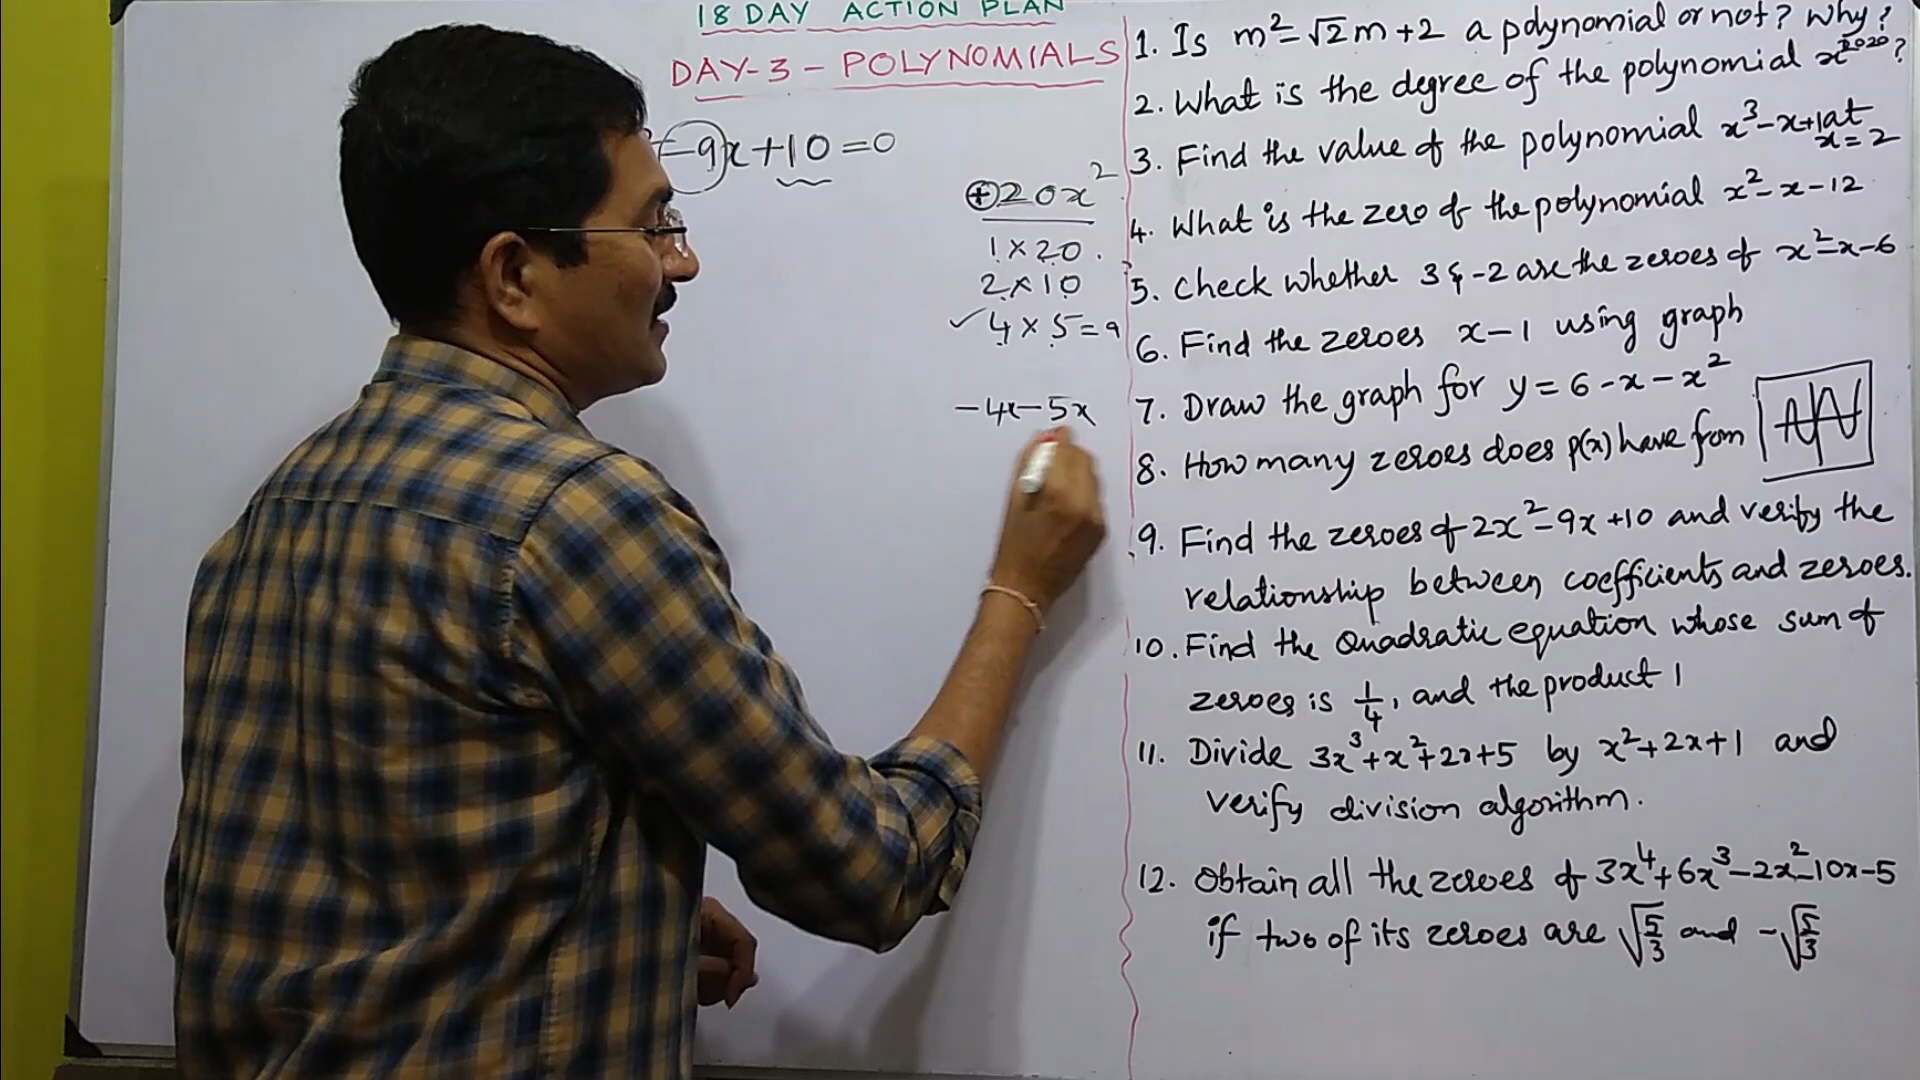 18 DAY ACTION PLAN
DAY-3 - POLYNOMIALS
-9x+10=0
+20x²
1×20.
2×10
✓4×5=9
-4x-5x
1. Is m²-√2m+2 a polynomial or not? Why?
2. What is the degree of the polynomial x²⁰²⁰?
3. Find the value of the polynomial x³-x+1 at x=2
4. What is the zero of the polynomial x²-x-12
5. Check whether 3 & -2 are the zeroes of x²-x-6
6. Find the zeroes x-1 using graph
7. Draw the graph for y=6-x-x²
8. How many zeroes does p(x) have from
9. Find the zeroes of 2x²-9x+10 and verify the
relationship between coefficients and zeroes.
10. Find the Quadratic equation whose sum of
zeroes is 1/4, and the product 1
11. Divide 3x³+x²+2x+5 by x²+2x+1 and
verify division algorithm.
12. Obtain all the zeroes of 3x⁴+6x³-2x²-10x-5
if two of its zeroes are √5/3 and -√5/3